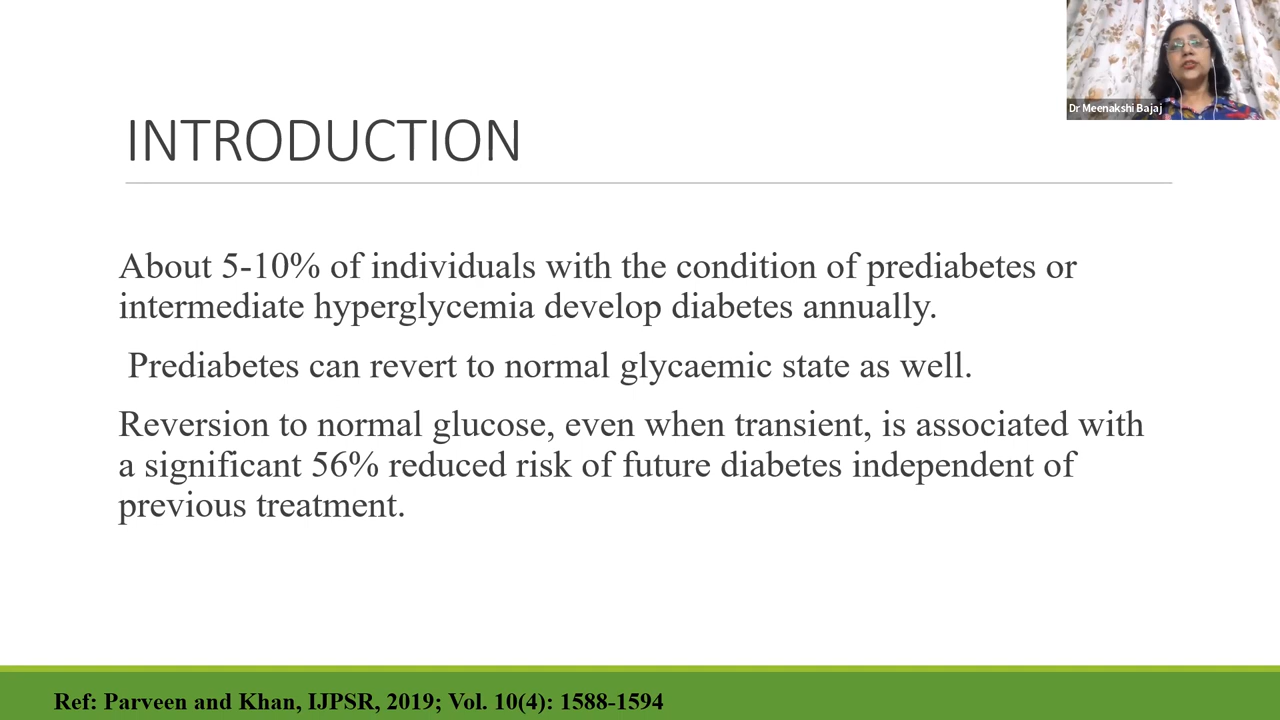 Dr Meenakshi Bajaj
INTRODUCTION
About 5-10% of individuals with the condition of prediabetes or
intermediate hyperglycemia develop diabetes annually.
Prediabetes can revert to normal glycaemic state as well.
Reversion to normal glucose, even when transient, is associated with
a significant 56% reduced risk of future diabetes independent of
previous treatment.
Ref: Parveen and Khan, IJPSR, 2019; Vol. 10(4): 1588-1594